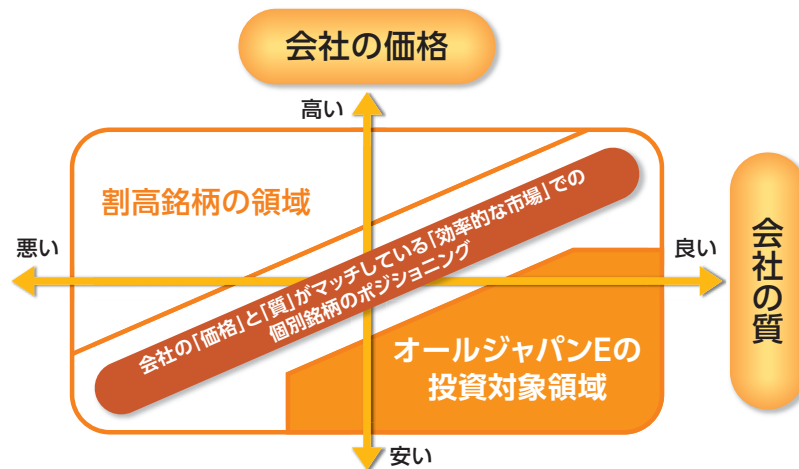 会社の価格
高い
割高銘柄の領域
悪い
良い
会社の質
会社の「価格」と「質」がマッチしている「効率的な市場」での
個別銘柄のポジショニング
オールジャパンEの
投資対象領域
安い